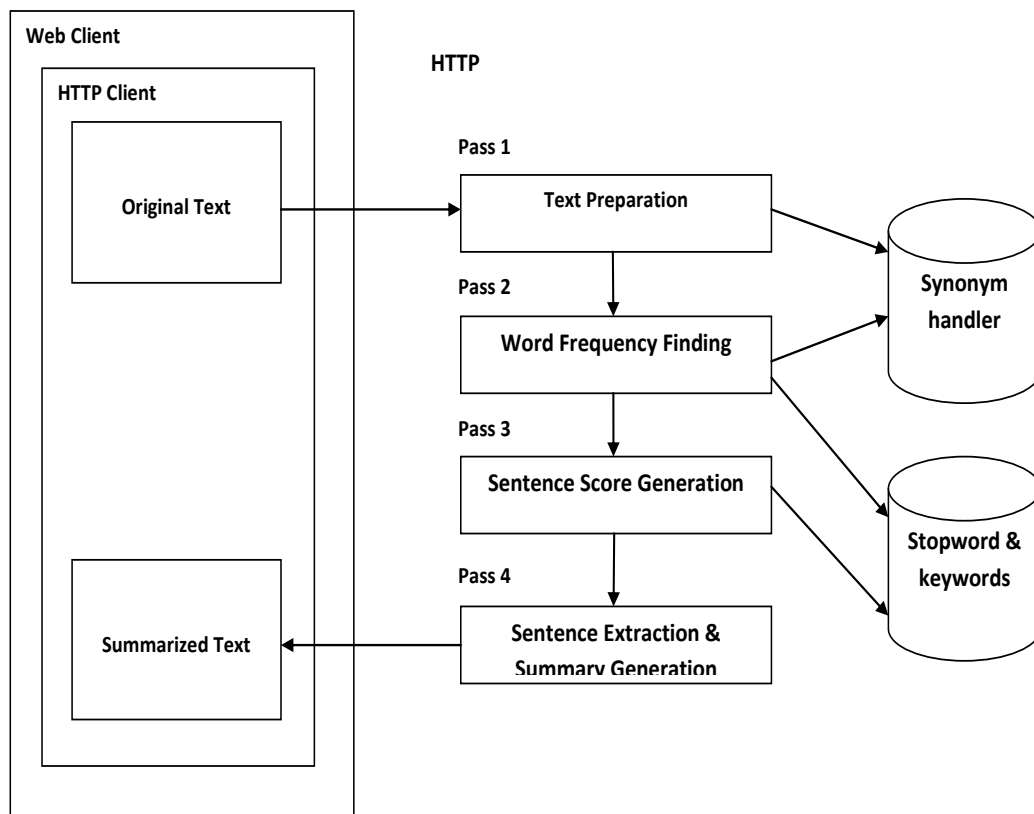 Web Client
HTTP
HTTP Client
Pass 1
Original Text
Text Preparation
Synonym
handler
Pass 2
Word Frequency Finding
Pass 3
Sentence Score Generation
Stopword &
keywords
Pass 4
Summarized Text
Sentence Extraction &
Summary Generation